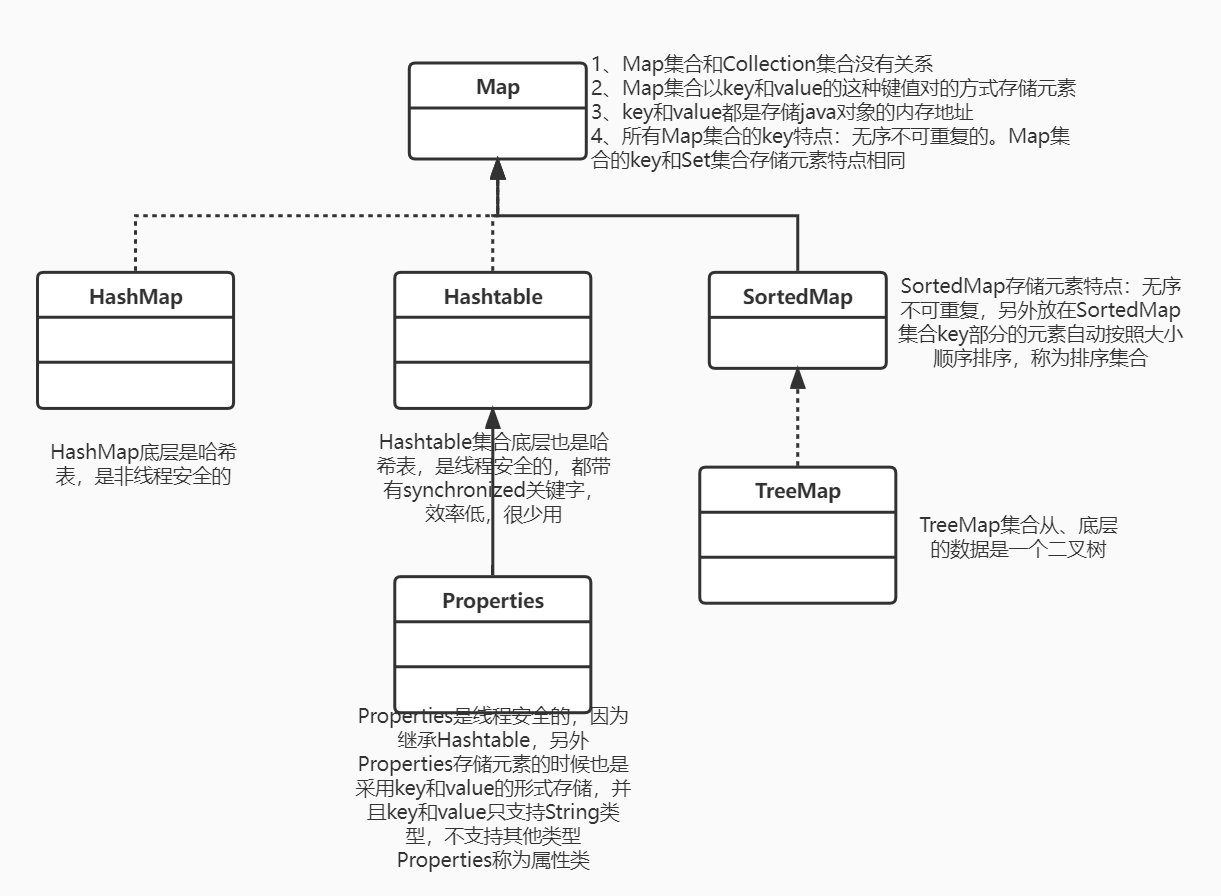 Map
1、Map集合和Collection集合没有关系
2、Map集合以key和value的这种键值对的方式存储元素
3、key和value都是存储java对象的内存地址
4、所有Map集合的key特点：无序不可重复的。Map集
合的key和Set集合存储元素特点相同
HashMap
Hashtable
SortedMap
SortedMap存储元素特点：无序
不可重复，另外放在SortedMap
集合key部分的元素自动按照大小
顺序排序，称为排序集合
HashMap底层是哈希
表，是非线程安全的
Hashtable集合底层也是哈
希表，是线程安全的，都带
有synchronized关键字，
效率低，很少用
TreeMap
TreeMap集合从、底层
的数据是一个二叉树
Properties
Properties是线程安全的，因为
继承Hashtable，另外
Properties存储元素的时候也是
采用key和value的形式存储，并
且key和value只支持String类
型，不支持其他类型
Properties称为属性类